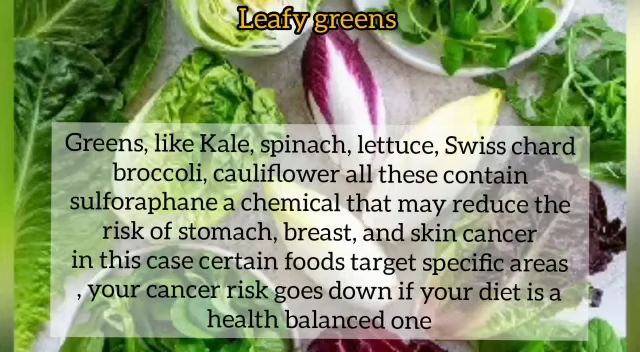 Leafy greens
Greens, like Kale, spinach, lettuce, Swiss chard
broccoli, cauliflower all these contain
sulforaphane a chemical that may reduce the
risk of stomach, breast, and skin cancer
in this case certain foods target specific areas
, your cancer risk goes down if your diet is a
health balanced one